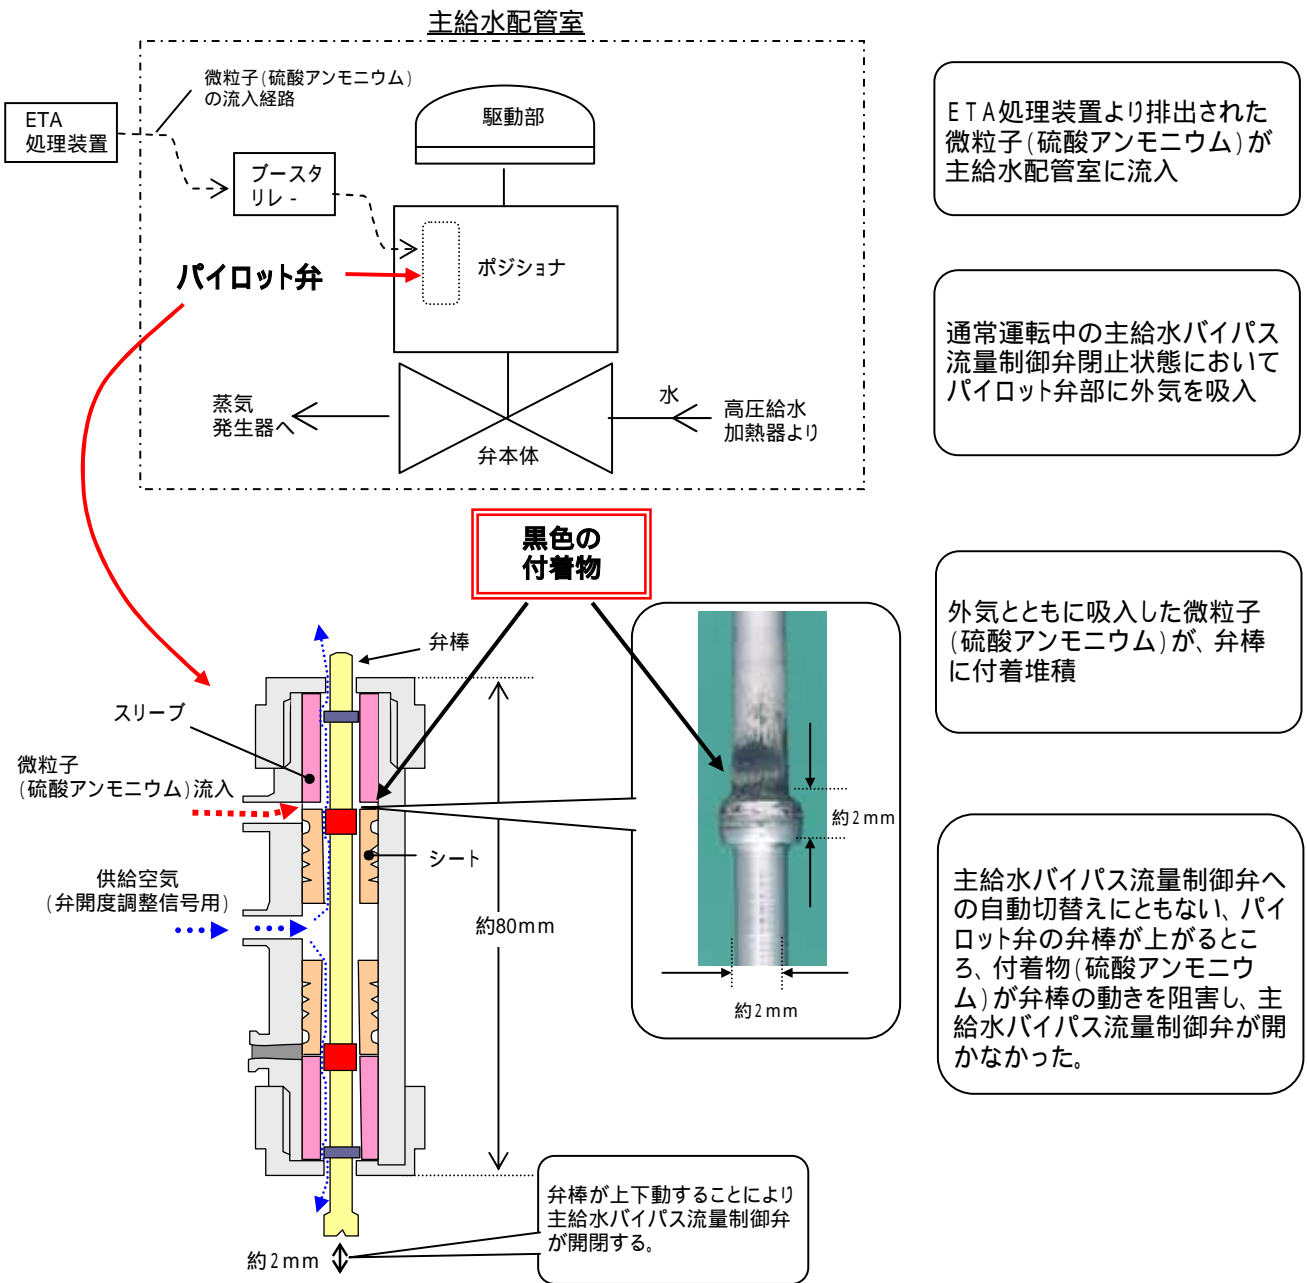 主給水配管室
微粒子(硫酸アンモニウム)
の流入経路
ETA
処理装置
ブースタ
リレ-
駆動部
ポジショナ
パイロット弁
蒸気
発生器へ
水
高圧給水
加熱器より
弁本体
ETA処理装置より排出された
微粒子(硫酸アンモニウム)が
主給水配管室に流入
通常運転中の主給水バイパス
流量制御弁閉止状態において
パイロット弁部に外気を吸入
外気とともに吸入した微粒子
(硫酸アンモニウム)が、弁棒
に付着堆積
主給水バイパス流量制御弁へ
の自動切替えにともない、パイ
ロット弁の弁棒が上がるとこ
ろ、付着物(硫酸アンモニウ
ム)が弁棒の動きを阻害し、主
給水バイパス流量制御弁が開
かなかった。
黒色の
付着物
弁棒
スリーブ
微粒子
(硫酸アンモニウム)流入
シート
供給空気
(弁開度調整信号用)
約80mm
約2mm
約2mm
弁棒が上下動することにより
主給水バイパス流量制御弁
が開閉する。
約2mm